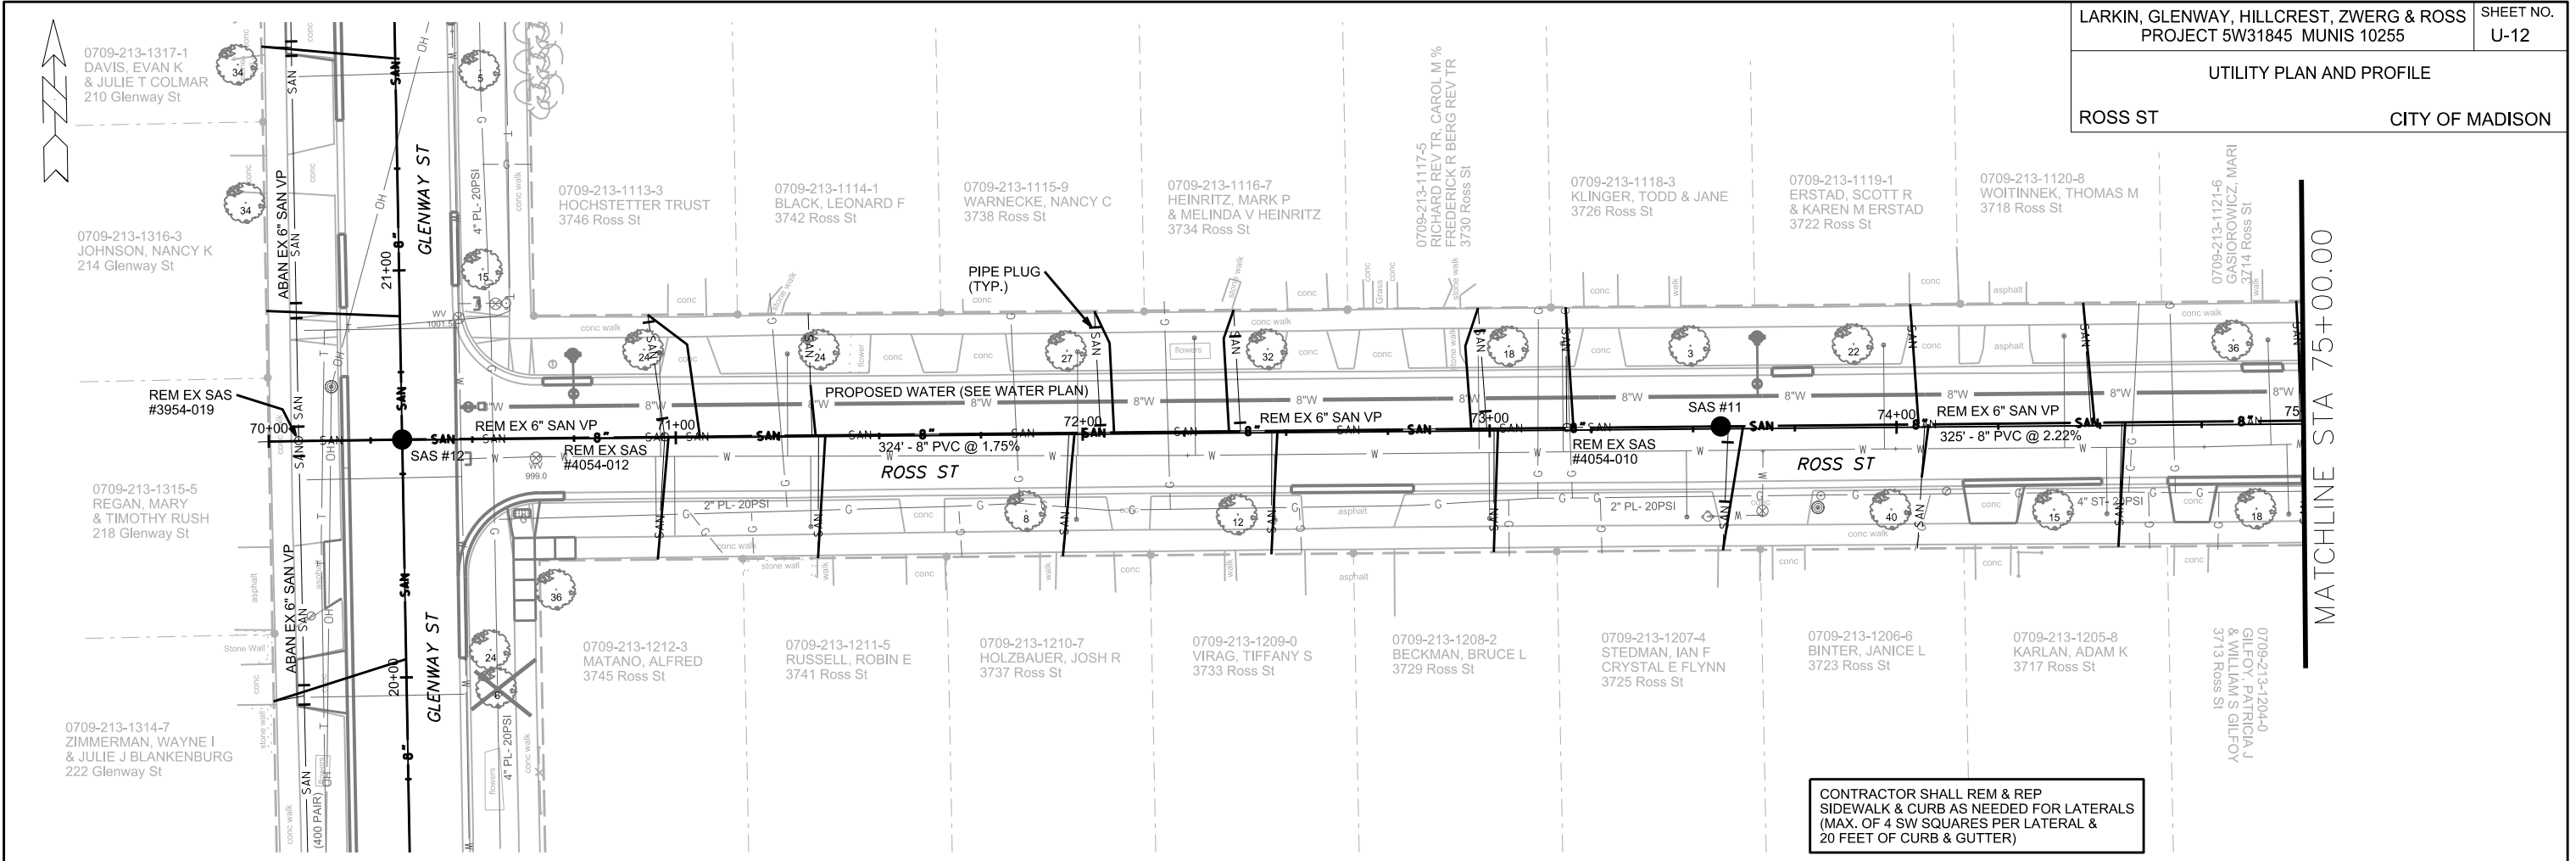 LARKIN, GLENWAY, HILLCREST, ZWERG & ROSS
PROJECT 5W31845 MUNIS 10255
SHEET NO.
U-12
UTILITY PLAN AND PROFILE
ROSS ST
CITY OF MADISON
0709-213-1317-1
DAVIS, EVAN K
& JULIE T COLMAR
210 Glenway St
0709-213-1316-3
JOHNSON, NANCY K
214 Glenway St
0709-213-1315-5
REGAN, MARY
& TIMOTHY RUSH
218 Glenway St
0709-213-1314-7
ZIMMERMAN, WAYNE I
& JULIE J BLANKENBURG
222 Glenway St
0709-213-1113-3
HOCHSTETTER TRUST
3746 Ross St
0709-213-1114-1
BLACK, LEONARD F
3742 Ross St
0709-213-1115-9
WARNECKE, NANCY C
3738 Ross St
0709-213-1116-7
HEINRITZ, MARK P
& MELINDA V HEINRITZ
3734 Ross St
0709-213-1117-5
RICHARD REV TR, CAROL M %
FREDERICK R BERG REV TR
3730 Ross St
0709-213-1118-3
KLINGER, TODD & JANE
3726 Ross St
0709-213-1119-1
ERSTAD, SCOTT R
& KAREN M ERSTAD
3722 Ross St
0709-213-1120-8
WOITINNEK, THOMAS M
3718 Ross St
0709-213-1121-6
GASIOROWICZ, MARI
3714 Ross St
MATCHLINE STA 75+00.00
GLENWAY ST
GLENWAY ST
ABAN EX 6" SAN VP
ABAN EX 6" SAN VP
21+00
20+00
4" PL- 20PSI
4" PL- 20PSI
(400 PAIR)
REM EX SAS
#3954-019
PIPE PLUG
(TYP.)
PROPOSED WATER (SEE WATER PLAN)
70+00
71+00
72+00
73+00
74+00
75
REM EX 6" SAN VP
REM EX 6" SAN VP
REM EX 6" SAN VP
SAS #12
SAS #11
REM EX SAS
#4054-012
REM EX SAS
#4054-010
324' - 8" PVC @ 1.75%
325' - 8" PVC @ 2.22%
ROSS ST
ROSS ST
WV
1001.5
WV
999.0
2" PL- 20PSI
2" PL- 20PSI
4" ST- 20PSI
0709-213-1212-3
MATANO, ALFRED
3745 Ross St
0709-213-1211-5
RUSSELL, ROBIN E
3741 Ross St
0709-213-1210-7
HOLZBAUER, JOSH R
3737 Ross St
0709-213-1209-0
VIRAG, TIFFANY S
3733 Ross St
0709-213-1208-2
BECKMAN, BRUCE L
3729 Ross St
0709-213-1207-4
STEDMAN, IAN F
CRYSTAL E FLYNN
3725 Ross St
0709-213-1206-6
BINTER, JANICE L
3723 Ross St
0709-213-1205-8
KARLAN, ADAM K
3717 Ross St
0709-213-1204-0
GILFOY, PATRICIA J
& WILLIAM S GILFOY
3713 Ross St
CONTRACTOR SHALL REM & REP
SIDEWALK & CURB AS NEEDED FOR LATERALS
(MAX. OF 4 SW SQUARES PER LATERAL &
20 FEET OF CURB & GUTTER)